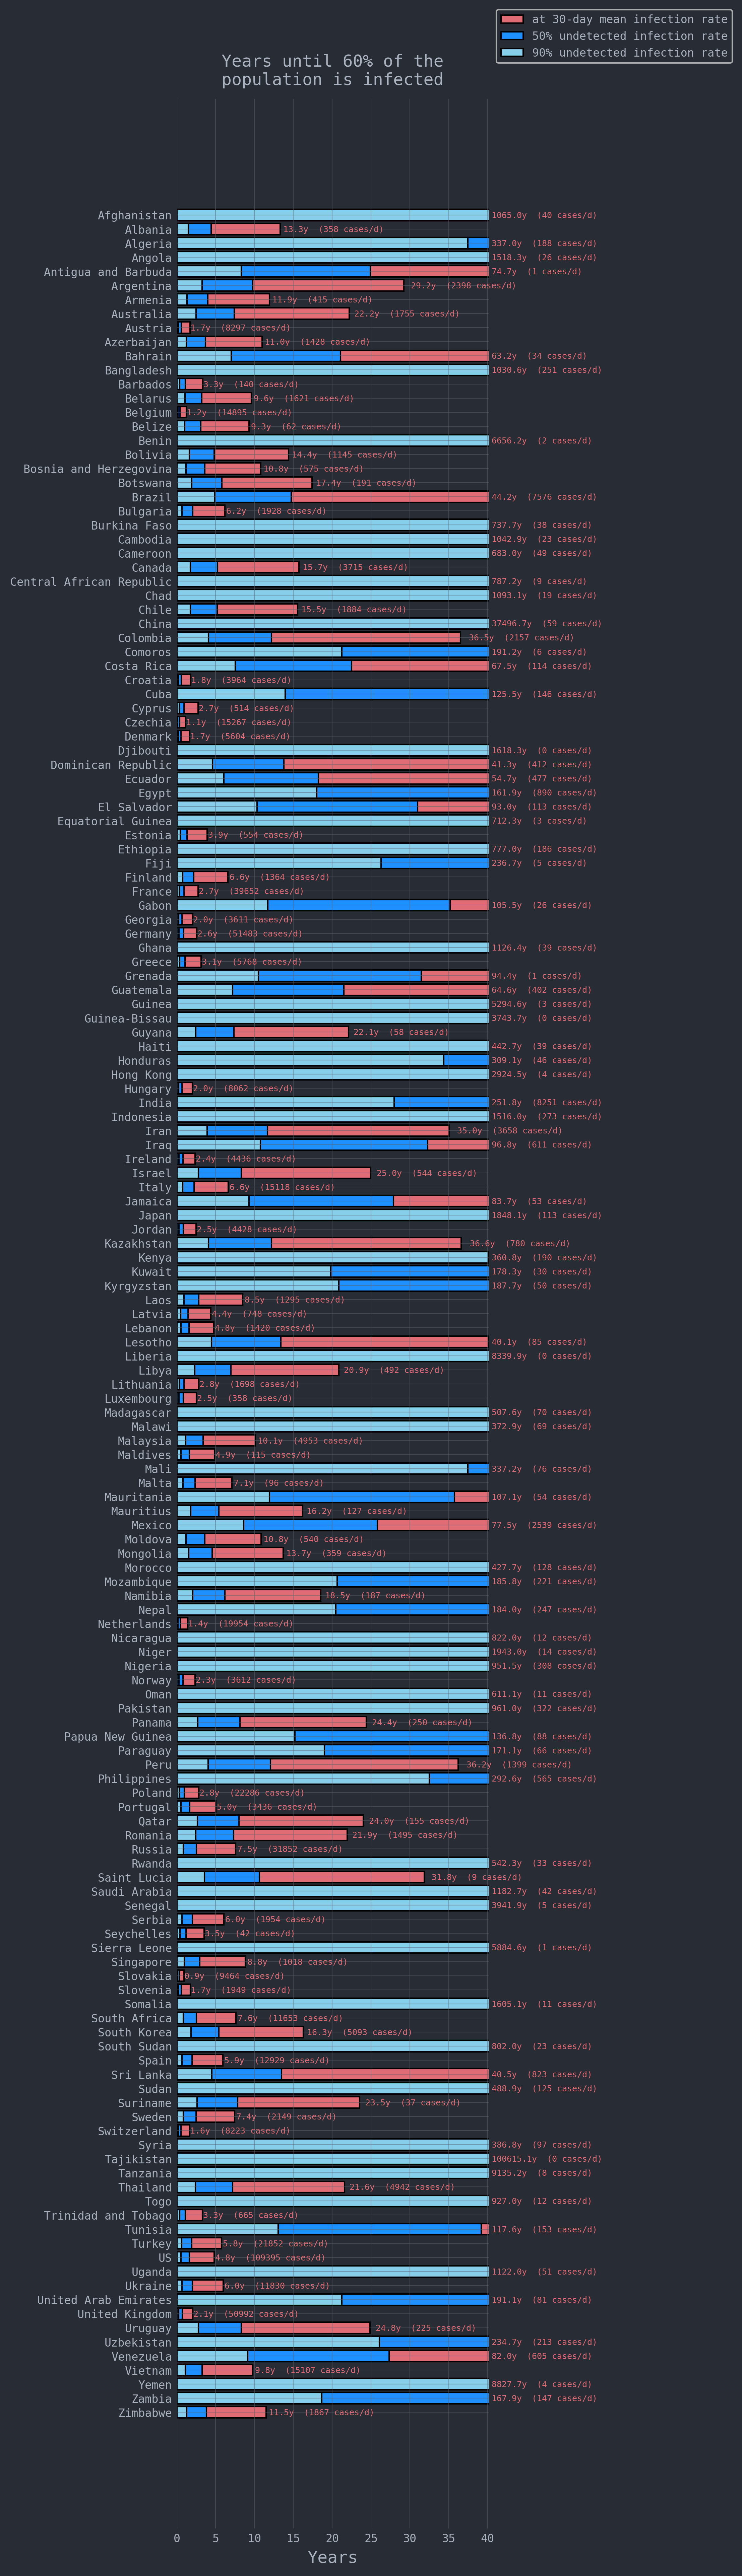 at 30-day mean infection rate
50% undetected infection rate
90% undetected infection rate
Years until 60% of the
population is infected
Afghanistan 1065.0y (40 cases/d)
Albania 13.3y (358 cases/d)
Algeria 337.0y (188 cases/d)
Angola 1518.3y (26 cases/d)
Antigua and Barbuda 74.7y (1 cases/d)
Argentina 29.2y (2398 cases/d)
Armenia 11.9y (415 cases/d)
Australia 22.2y (1755 cases/d)
Austria 1.7y (8297 cases/d)
Azerbaijan 11.0y (1428 cases/d)
Bahrain 63.2y (34 cases/d)
Bangladesh 1030.6y (251 cases/d)
Barbados 3.3y (140 cases/d)
Belarus 9.6y (1621 cases/d)
Belgium 1.2y (14895 cases/d)
Belize 9.3y (62 cases/d)
Benin 6656.2y (2 cases/d)
Bolivia 14.4y (1145 cases/d)
Bosnia and Herzegovina 10.8y (575 cases/d)
Botswana 17.4y (191 cases/d)
Brazil 44.2y (7576 cases/d)
Bulgaria 6.2y (1928 cases/d)
Burkina Faso 737.7y (38 cases/d)
Cambodia 1042.9y (23 cases/d)
Cameroon 683.0y (49 cases/d)
Canada 15.7y (3715 cases/d)
Central African Republic 787.2y (9 cases/d)
Chad 1093.1y (19 cases/d)
Chile 15.5y (1884 cases/d)
China 37496.7y (59 cases/d)
Colombia 36.5y (2157 cases/d)
Comoros 191.2y (6 cases/d)
Costa Rica 67.5y (114 cases/d)
Croatia 1.8y (3964 cases/d)
Cuba 125.5y (146 cases/d)
Cyprus 2.7y (514 cases/d)
Czechia 1.1y (15267 cases/d)
Denmark 1.7y (5604 cases/d)
Djibouti 1618.3y (0 cases/d)
Dominican Republic 41.3y (412 cases/d)
Ecuador 54.7y (477 cases/d)
Egypt 161.9y (890 cases/d)
El Salvador 93.0y (113 cases/d)
Equatorial Guinea 712.3y (3 cases/d)
Estonia 3.9y (554 cases/d)
Ethiopia 777.0y (186 cases/d)
Fiji 236.7y (5 cases/d)
Finland 6.6y (1364 cases/d)
France 2.7y (39652 cases/d)
Gabon 105.5y (26 cases/d)
Georgia 2.0y (3611 cases/d)
Germany 2.6y (51483 cases/d)
Ghana 1126.4y (39 cases/d)
Greece 3.1y (5768 cases/d)
Grenada 94.4y (1 cases/d)
Guatemala 64.6y (402 cases/d)
Guinea 5294.6y (3 cases/d)
Guinea-Bissau 3743.7y (0 cases/d)
Guyana 22.1y (58 cases/d)
Haiti 442.7y (39 cases/d)
Honduras 309.1y (46 cases/d)
Hong Kong 2924.5y (4 cases/d)
Hungary 2.0y (8062 cases/d)
India 251.8y (8251 cases/d)
Indonesia 1516.0y (273 cases/d)
Iran 35.0y (3658 cases/d)
Iraq 96.8y (611 cases/d)
Ireland 2.4y (4436 cases/d)
Israel 25.0y (544 cases/d)
Italy 6.6y (15118 cases/d)
Jamaica 83.7y (53 cases/d)
Japan 1848.1y (113 cases/d)
Jordan 2.5y (4428 cases/d)
Kazakhstan 36.6y (780 cases/d)
Kenya 360.8y (190 cases/d)
Kuwait 178.3y (30 cases/d)
Kyrgyzstan 187.7y (50 cases/d)
Laos 8.5y (1295 cases/d)
Latvia 4.4y (748 cases/d)
Lebanon 4.8y (1420 cases/d)
Lesotho 40.1y (85 cases/d)
Liberia 8339.9y (0 cases/d)
Libya 20.9y (492 cases/d)
Lithuania 2.8y (1698 cases/d)
Luxembourg 2.5y (358 cases/d)
Madagascar 507.6y (70 cases/d)
Malawi 372.9y (69 cases/d)
Malaysia 10.1y (4953 cases/d)
Maldives 4.9y (115 cases/d)
Mali 337.2y (76 cases/d)
Malta 7.1y (96 cases/d)
Mauritania 107.1y (54 cases/d)
Mauritius 16.2y (127 cases/d)
Mexico 77.5y (2539 cases/d)
Moldova 10.8y (540 cases/d)
Mongolia 13.7y (359 cases/d)
Morocco 427.7y (128 cases/d)
Mozambique 185.8y (221 cases/d)
Namibia 18.5y (187 cases/d)
Nepal 184.0y (247 cases/d)
Netherlands 1.4y (19954 cases/d)
Nicaragua 822.0y (12 cases/d)
Niger 1943.0y (14 cases/d)
Nigeria 951.5y (308 cases/d)
Norway 2.3y (3612 cases/d)
Oman 611.1y (11 cases/d)
Pakistan 961.0y (322 cases/d)
Panama 24.4y (250 cases/d)
Papua New Guinea 136.8y (88 cases/d)
Paraguay 171.1y (66 cases/d)
Peru 36.2y (1399 cases/d)
Philippines 292.6y (565 cases/d)
Poland 2.8y (22286 cases/d)
Portugal 5.0y (3436 cases/d)
Qatar 24.0y (155 cases/d)
Romania 21.9y (1495 cases/d)
Russia 7.5y (31852 cases/d)
Rwanda 542.3y (33 cases/d)
Saint Lucia 31.8y (9 cases/d)
Saudi Arabia 1182.7y (42 cases/d)
Senegal 3941.9y (5 cases/d)
Serbia 6.0y (1954 cases/d)
Seychelles 3.5y (42 cases/d)
Sierra Leone 5884.6y (1 cases/d)
Singapore 8.8y (1018 cases/d)
Slovakia 0.9y (9464 cases/d)
Slovenia 1.7y (1949 cases/d)
Somalia 1605.1y (11 cases/d)
South Africa 7.6y (11653 cases/d)
South Korea 16.3y (5093 cases/d)
South Sudan 802.0y (23 cases/d)
Spain 5.9y (12929 cases/d)
Sri Lanka 40.5y (823 cases/d)
Sudan 488.9y (125 cases/d)
Suriname 23.5y (37 cases/d)
Sweden 7.4y (2149 cases/d)
Switzerland 1.6y (8223 cases/d)
Syria 386.8y (97 cases/d)
Tajikistan 100615.1y (0 cases/d)
Tanzania 9135.2y (8 cases/d)
Thailand 21.6y (4942 cases/d)
Togo 927.0y (12 cases/d)
Trinidad and Tobago 3.3y (665 cases/d)
Tunisia 117.6y (153 cases/d)
Turkey 5.8y (21852 cases/d)
US 4.8y (109395 cases/d)
Uganda 1122.0y (51 cases/d)
Ukraine 6.0y (11830 cases/d)
United Arab Emirates 191.1y (81 cases/d)
United Kingdom 2.1y (50992 cases/d)
Uruguay 24.8y (225 cases/d)
Uzbekistan 234.7y (213 cases/d)
Venezuela 82.0y (605 cases/d)
Vietnam 9.8y (15107 cases/d)
Yemen 8827.7y (4 cases/d)
Zambia 167.9y (147 cases/d)
Zimbabwe 11.5y (1867 cases/d)
0 5 10 15 20 25 30 35 40
Years